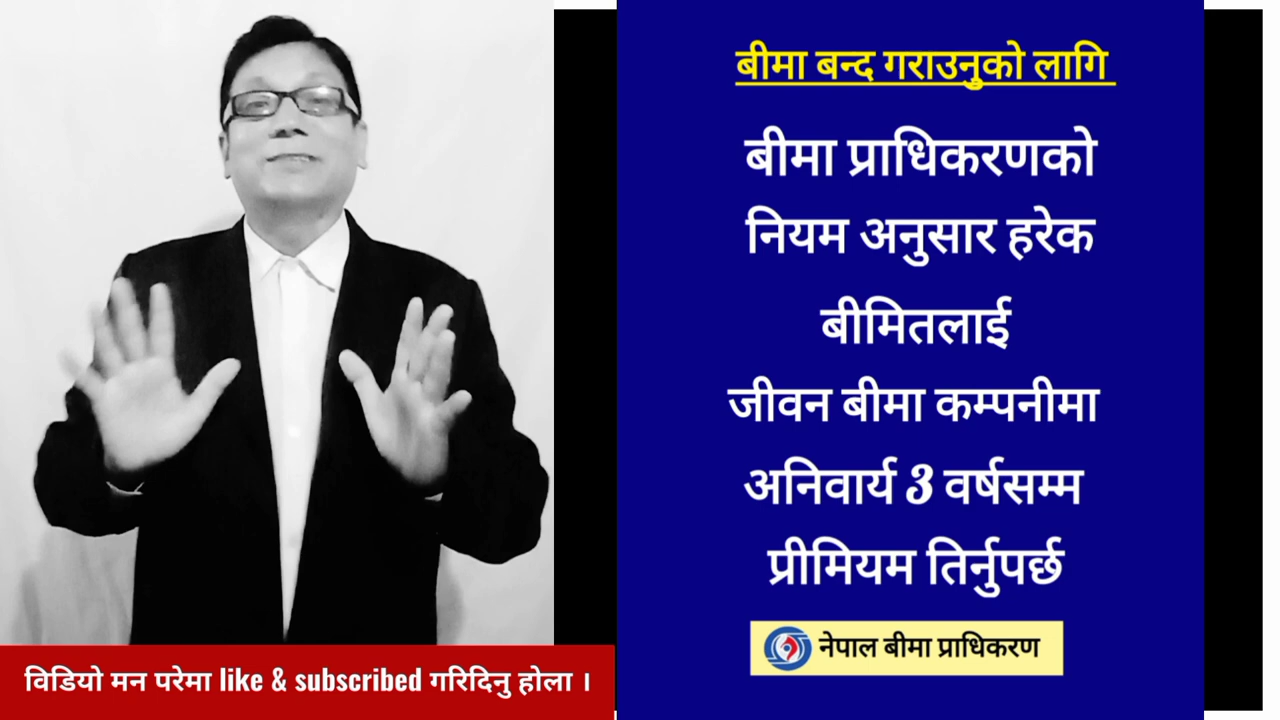 बीमा बन्द गराउनुको लागि
बीमा प्राधिकरणको
नियम अनुसार हरेक
बीमितलाई
जीवन बीमा कम्पनीमा
अनिवार्य 3 वर्षसम्म
प्रीमियम तिर्नुपर्छ
नेपाल बीमा प्राधिकरण
विडियो मन परेमा like & subscribed गरिदिनु होला ।